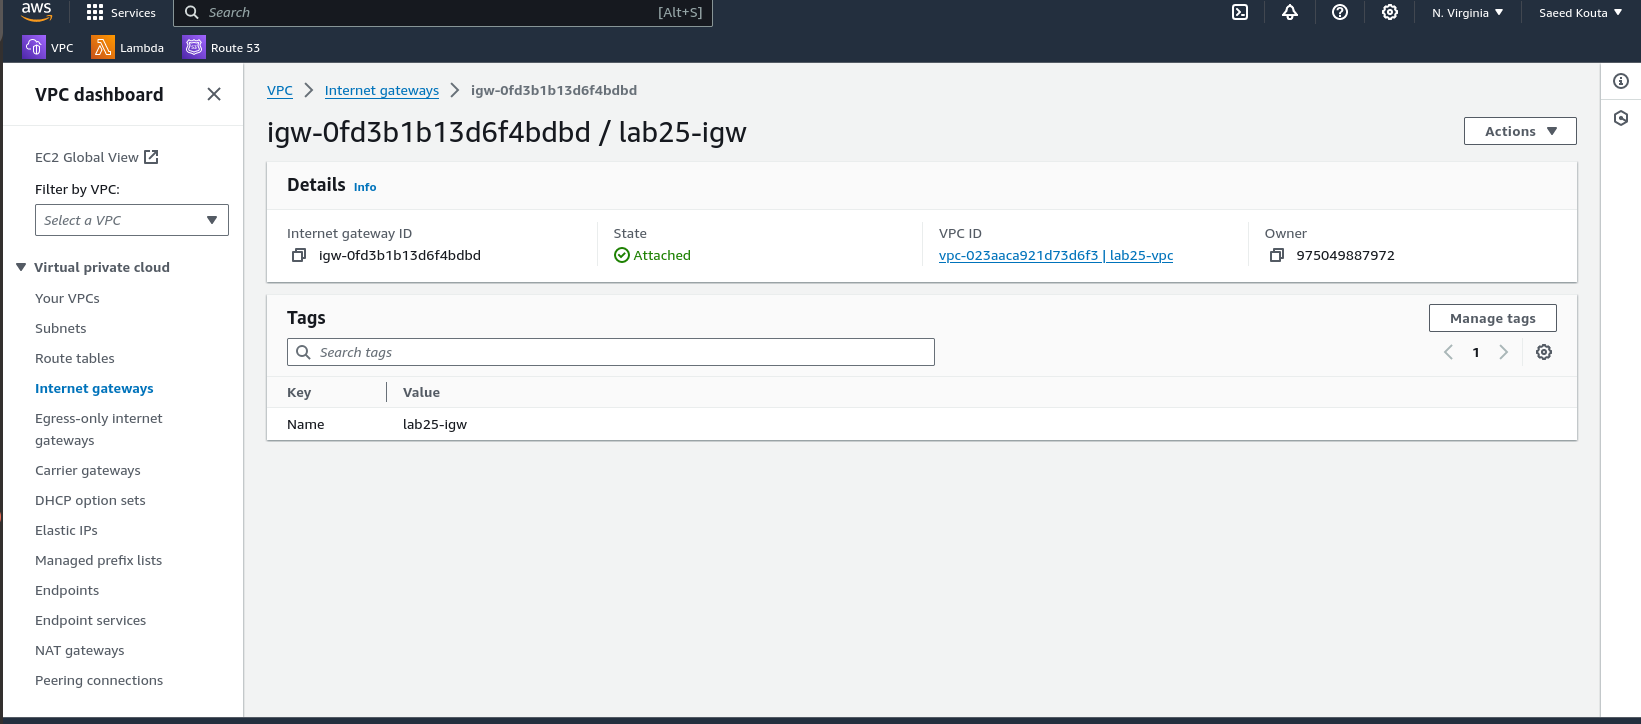 aws
Services
Search [Alt+S]
N. Virginia
Saeed Kouta
VPC
Lambda
Route 53
VPC dashboard
EC2 Global View
Filter by VPC:
Select a VPC
Virtual private cloud
Your VPCs
Subnets
Route tables
Internet gateways
Egress-only internet
gateways
Carrier gateways
DHCP option sets
Elastic IPs
Managed prefix lists
Endpoints
Endpoint services
NAT gateways
Peering connections
VPC > Internet gateways > igw-0fd3b1b13d6f4bdbd
igw-0fd3b1b13d6f4bdbd / lab25-igw
Actions
Details Info
Internet gateway ID
igw-0fd3b1b13d6f4bdbd
State
Attached
VPC ID
vpc-023aaca921d73d6f3 | lab25-vpc
Owner
975049887972
Tags
Manage tags
Search tags
1
Key Value
Name lab25-igw